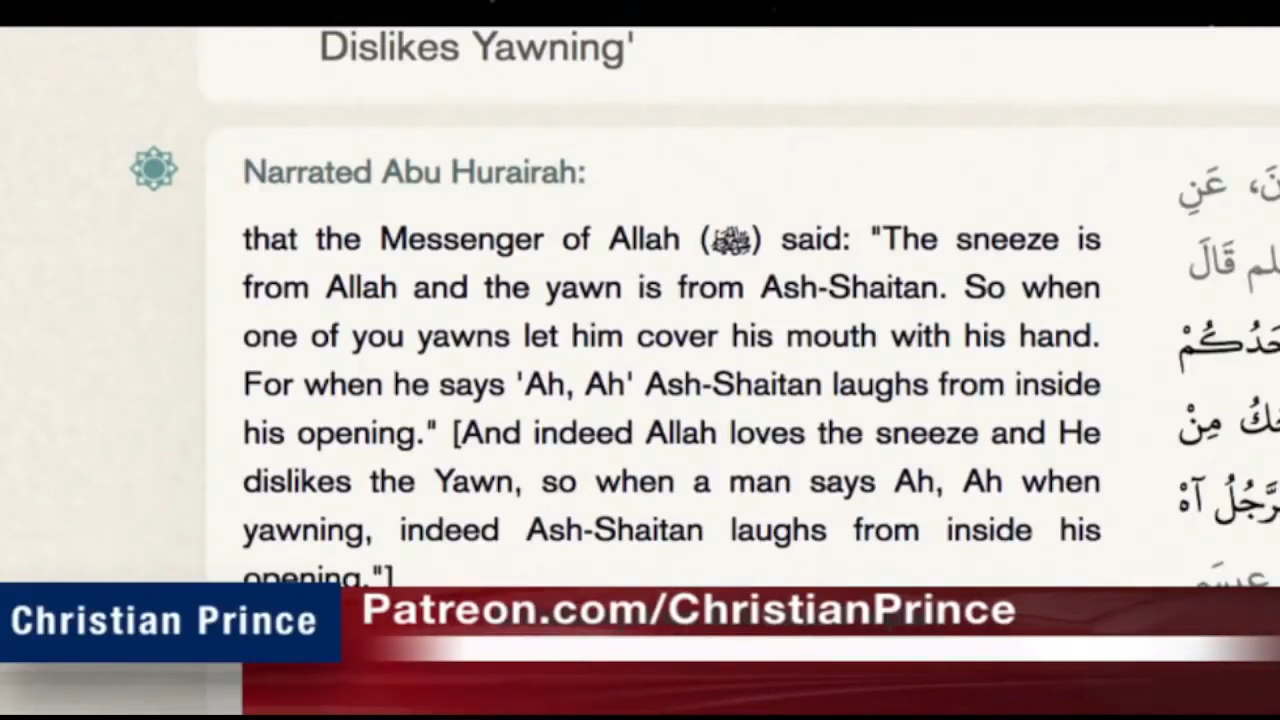 Dislikes Yawning'
Narrated Abu Hurairah:
that the Messenger of Allah (ﷺ) said: "The sneeze is
from Allah and the yawn is from Ash-Shaitan. So when
one of you yawns let him cover his mouth with his hand.
For when he says 'Ah, Ah' Ash-Shaitan laughs from inside
his opening." [And indeed Allah loves the sneeze and He
dislikes the Yawn, so when a man says Ah, Ah when
yawning, indeed Ash-Shaitan laughs from inside his
opening."]
عَنِ
قَالَ
مِنْ
آهْ
Christian Prince
Patreon.com/ChristianPrince